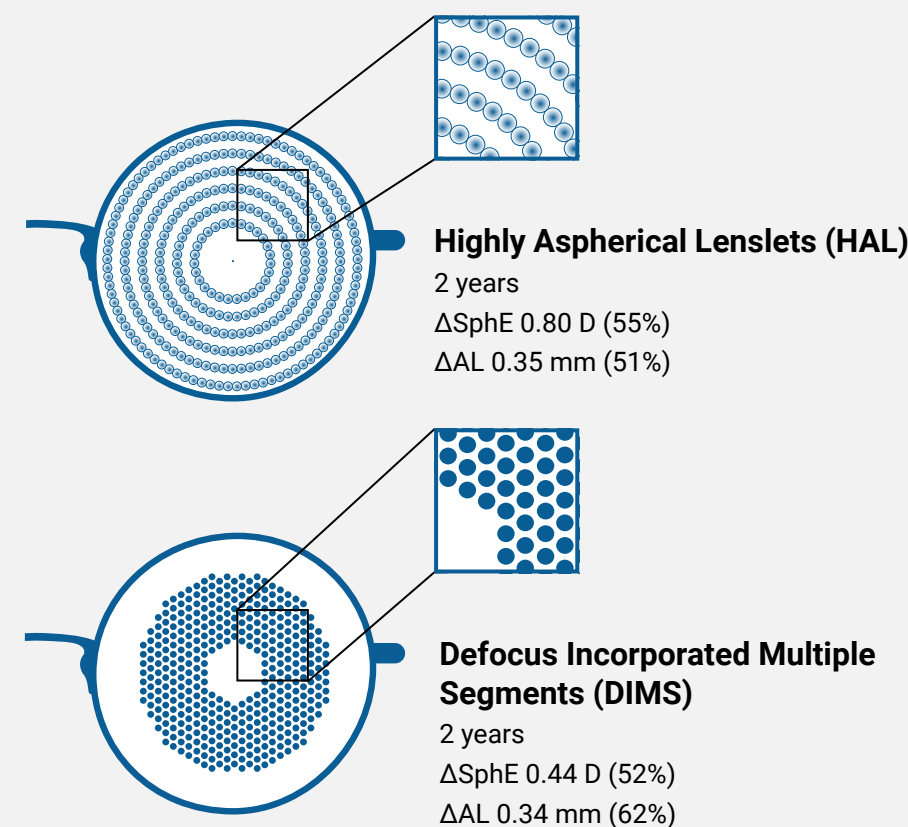 Highly Aspherical Lenslets (HAL)
2 years
ΔSphE 0.80 D (55%)
ΔAL 0.35 mm (51%)
Defocus Incorporated Multiple
Segments (DIMS)
2 years
ΔSphE 0.44 D (52%)
ΔAL 0.34 mm (62%)